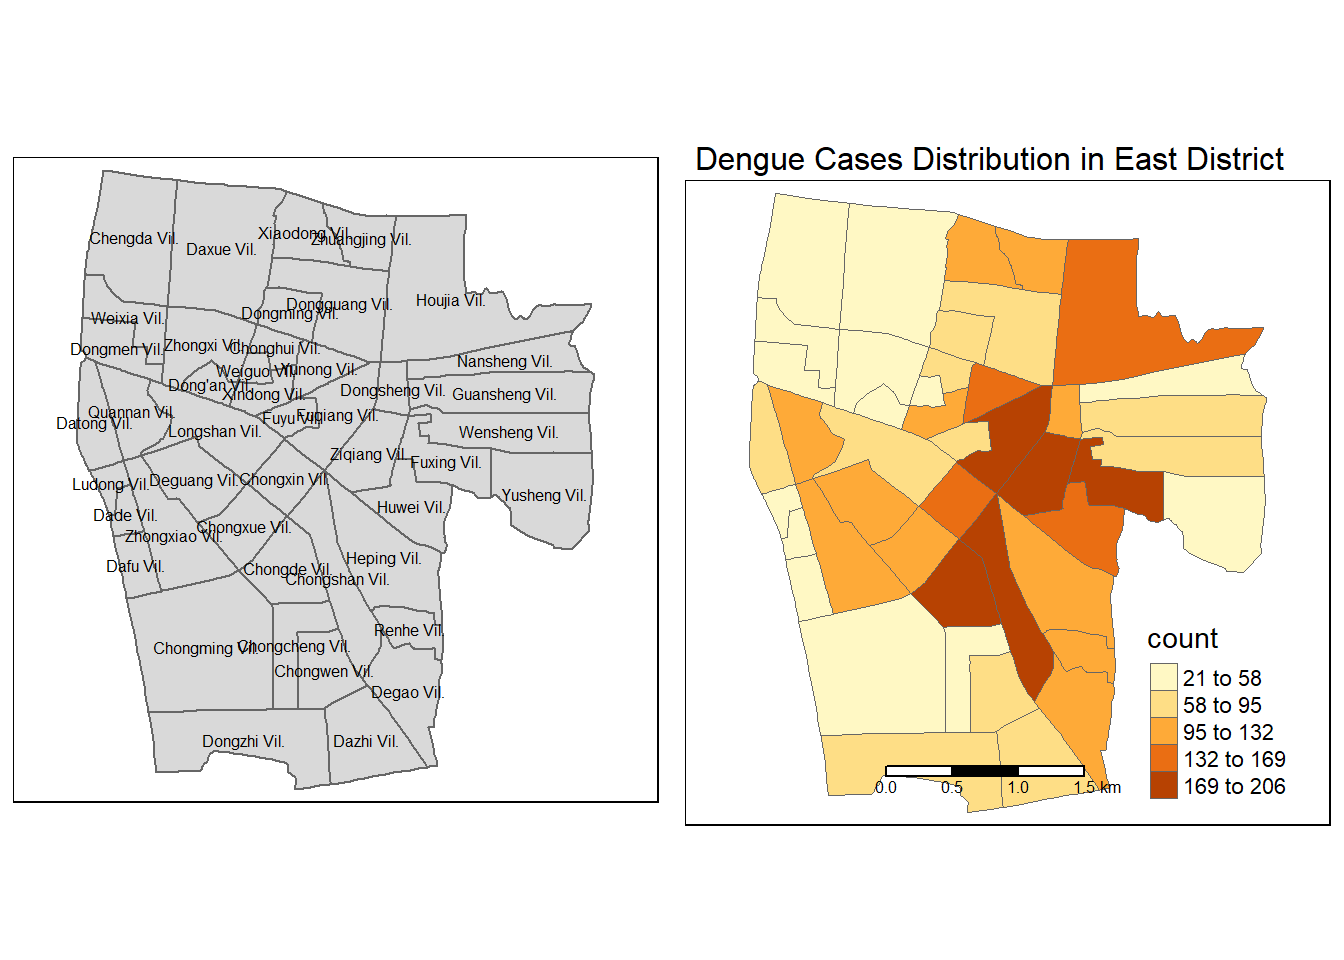 Dengue Cases Distribution in East District
Chengda Vil.
Daxue Vil.
Xiaodong Vil.
Zhuangjing Vil.
Houjia Vil.
Dongguang Vil.
Dongming Vil.
Weixia Vil.
Dongmen Vil.
Zhongxi Vil.
Chonghui Vil.
Nansheng Vil.
Weiguo Vil.
Yunong Vil.
Dong'an Vil.
Xindong Vil.
Dongsheng Vil.
Guansheng Vil.
Quannan Vil.
Datong Vil.
Longshan Vil.
Fuyu Vil.
Fuqiang Vil.
Wensheng Vil.
Ziqiang Vil.
Fuxing Vil.
Ludong Vil.
Deguang Vil.
Chongxin Vil.
Yusheng Vil.
Dade Vil.
Huwei Vil.
Zhongxiao Vil.
Chongxue Vil.
Dafu Vil.
Heping Vil.
Chongde Vil.
Chongshan Vil.
Renhe Vil.
Chongming Vil.
Chongcheng Vil.
Chongwen Vil.
Degao Vil.
Dongzhi Vil.
Dazhi Vil.
count
21 to 58
58 to 95
95 to 132
132 to 169
169 to 206
0.0 0.5 1.0 1.5 km